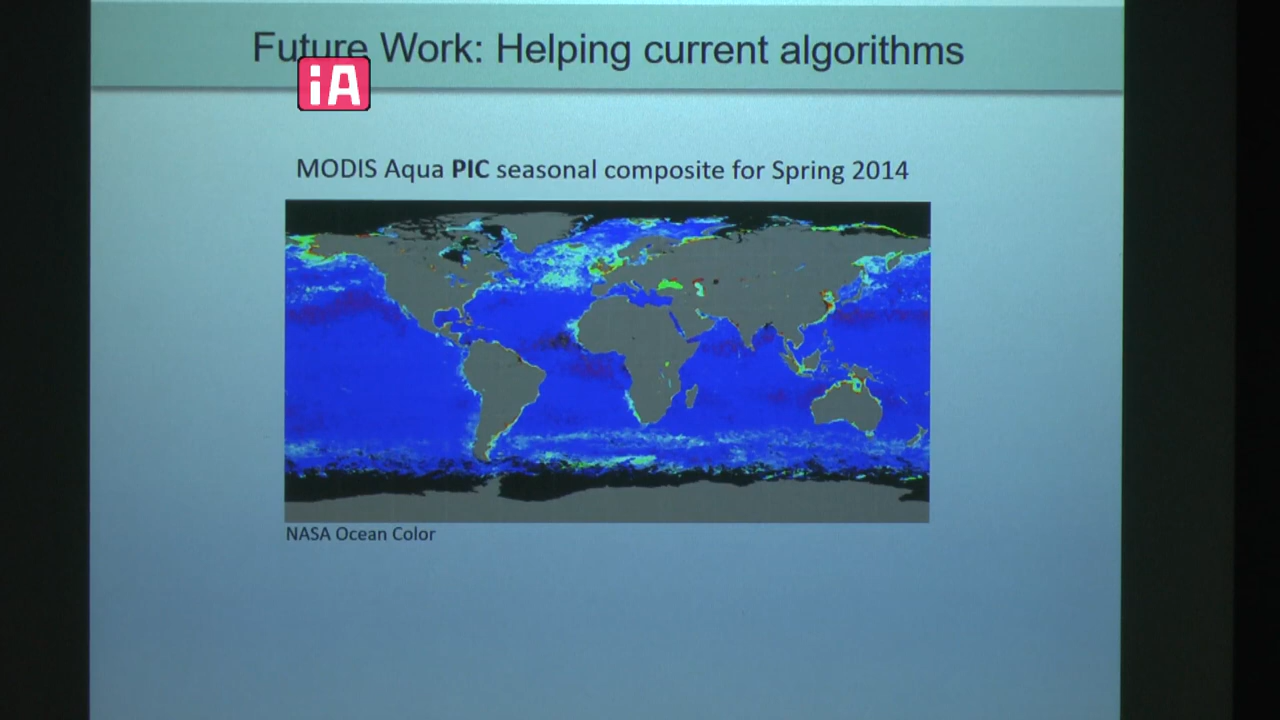 Future Work: Helping current algorithms
iA
MODIS Aqua PIC seasonal composite for Spring 2014
NASA Ocean Color